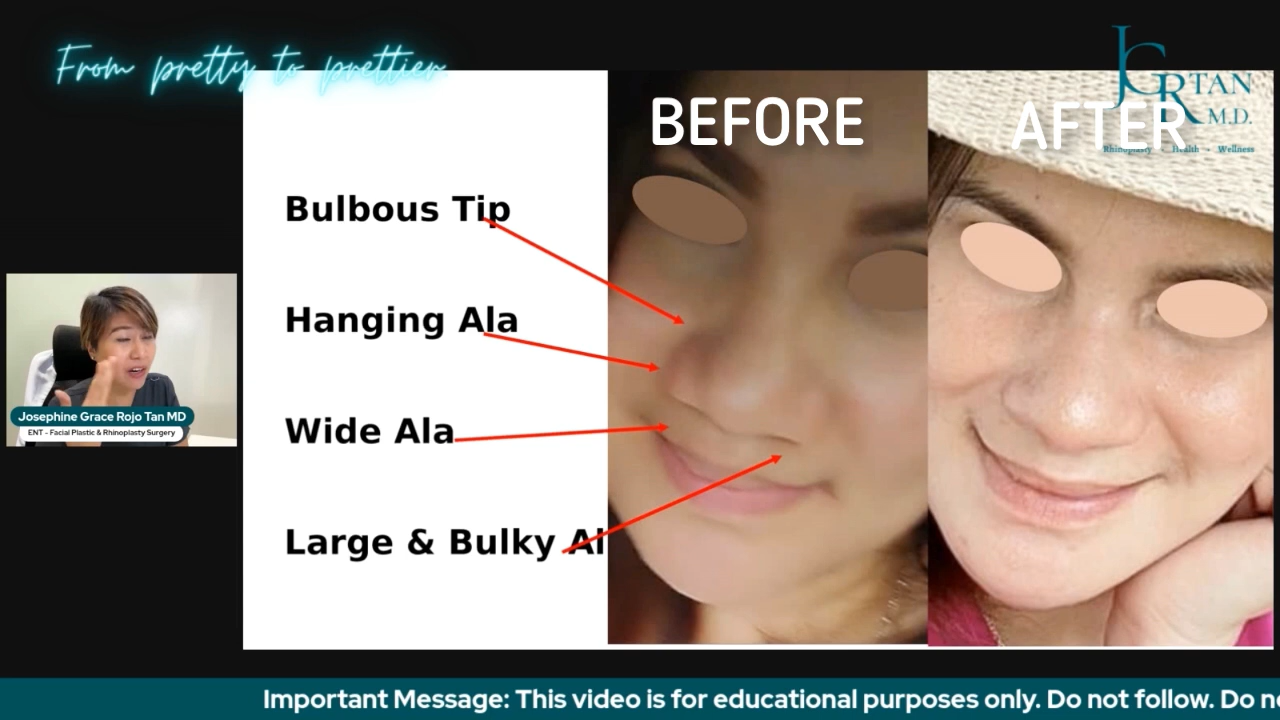 From pretty to prettier
JGR TAN
M.D.
Rhinoplasty · Health · Wellness
BEFORE
AFTER
Bulbous Tip
Hanging Ala
Wide Ala
Large & Bulky Al
Josephine Grace Rojo Tan MD
ENT - Facial Plastic & Rhinoplasty Surgery
Important Message: This video is for educational purposes only. Do not follow. Do n